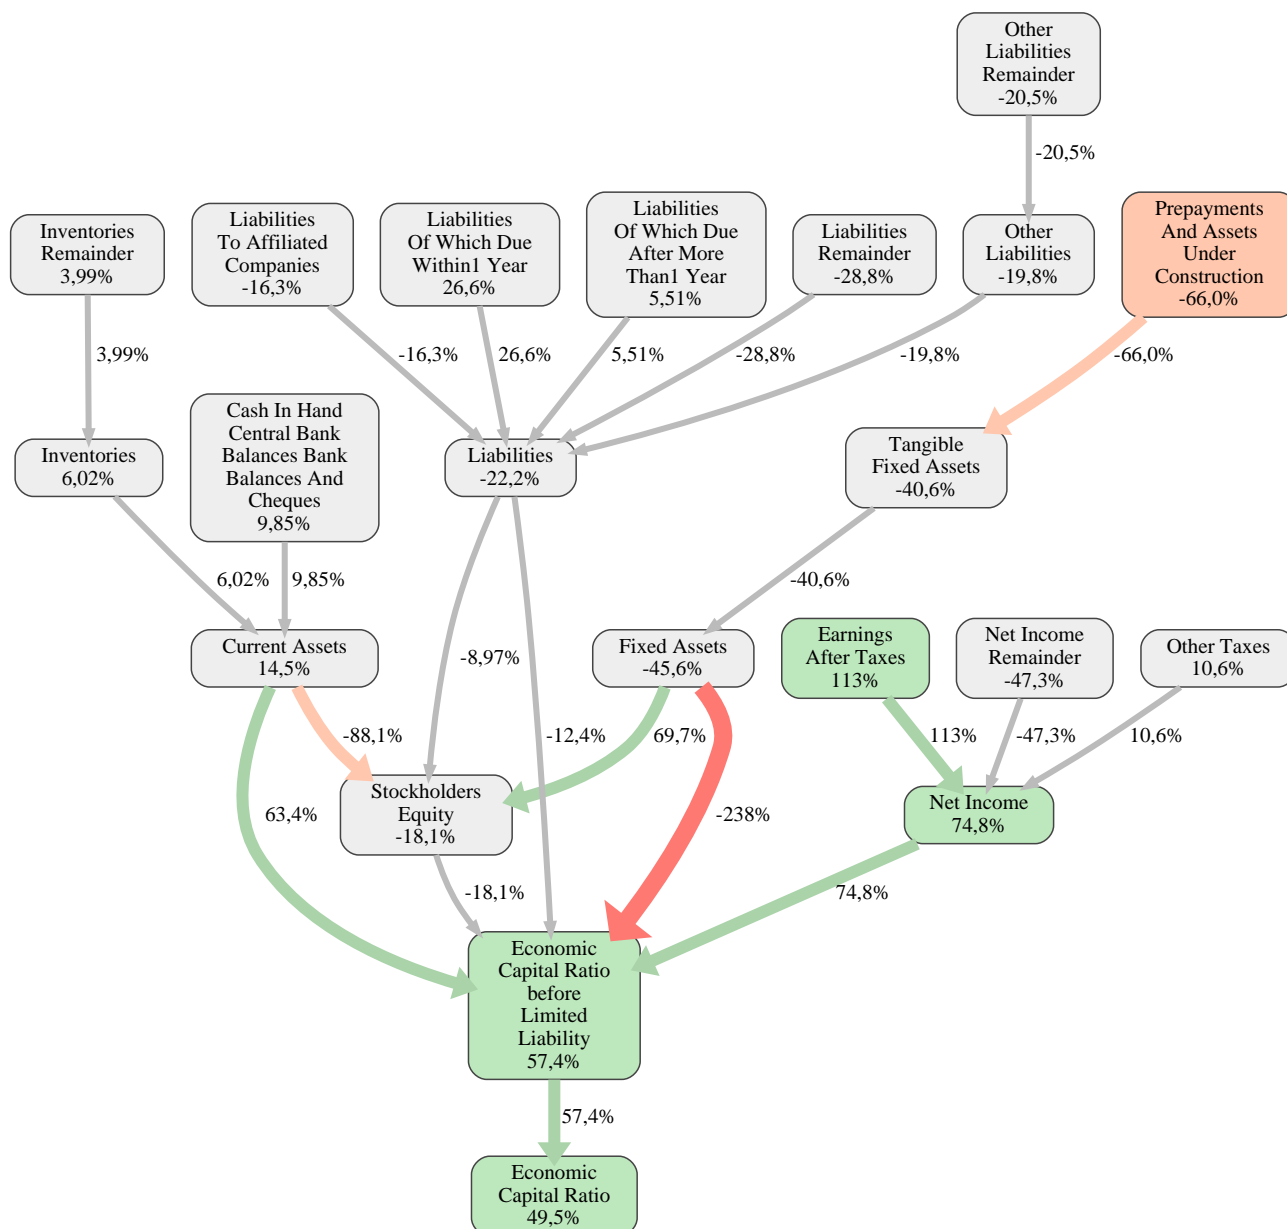 Other
Liabilities
Remainder
-20,5%
-20,5%
Inventories
Remainder
3,99%
Liabilities
To Affiliated
Companies
-16,3%
Liabilities
Of Which Due
Within1 Year
26,6%
Liabilities
Of Which Due
After More
Than1 Year
5,51%
Liabilities
Remainder
-28,8%
Other
Liabilities
-19,8%
Prepayments
And Assets
Under
Construction
-66,0%
3,99%
-16,3%
26,6%
5,51%
-28,8%
-19,8%
-66,0%
Inventories
6,02%
Cash In Hand
Central Bank
Balances Bank
Balances And
Cheques
9,85%
Liabilities
-22,2%
Tangible
Fixed Assets
-40,6%
6,02%
9,85%
-40,6%
Current Assets
14,5%
-8,97%
Fixed Assets
-45,6%
Earnings
After Taxes
113%
Net Income
Remainder
-47,3%
Other Taxes
10,6%
-88,1%
-12,4%
69,7%
113%
-47,3%
10,6%
63,4%
Stockholders
Equity
-18,1%
-238%
Net Income
74,8%
-18,1%
74,8%
Economic
Capital Ratio
before
Limited
Liability
57,4%
57,4%
Economic
Capital Ratio
49,5%